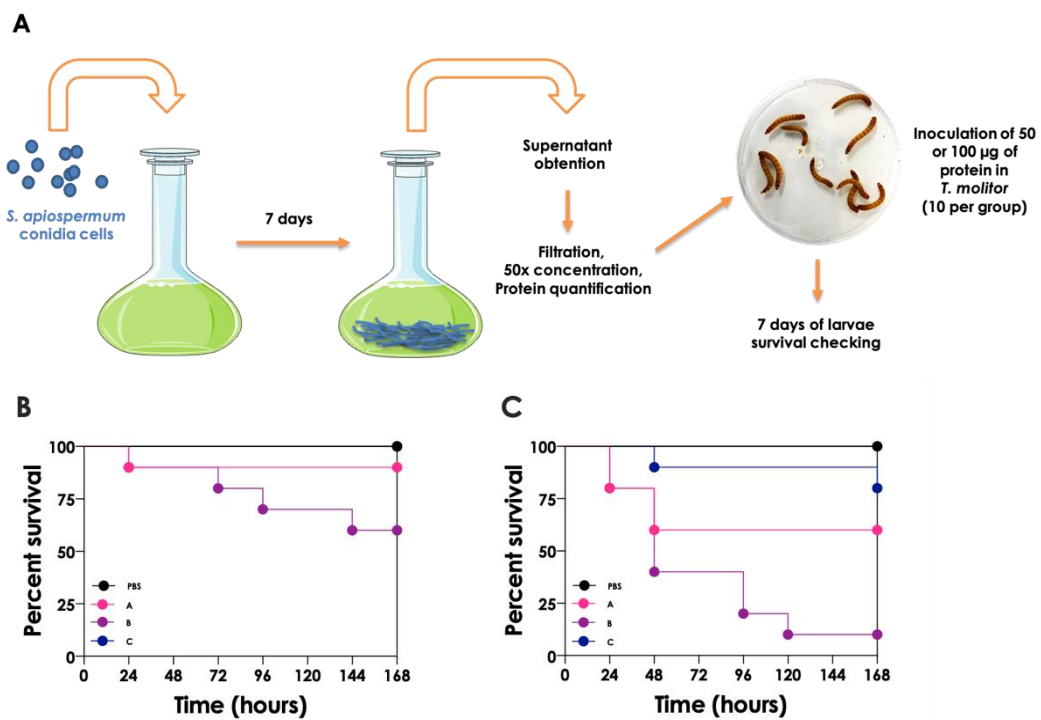 A
S. apiospermum
conidia cells
7 days
Supernatant
obtention
Filtration,
50x concentration,
Protein quantification
Inoculation of 50
or 100 µg of
protein in
T. molitor
(10 per group)
7 days of larvae
survival checking
B
Percent survival
100
75
50
25
0
PBS
A
B
C
0 24 48 72 96 120 144 168
Time (hours)
C
Percent survival
100
75
50
25
0
PBS
A
B
C
0 24 48 72 96 120 144 168
Time (hours)